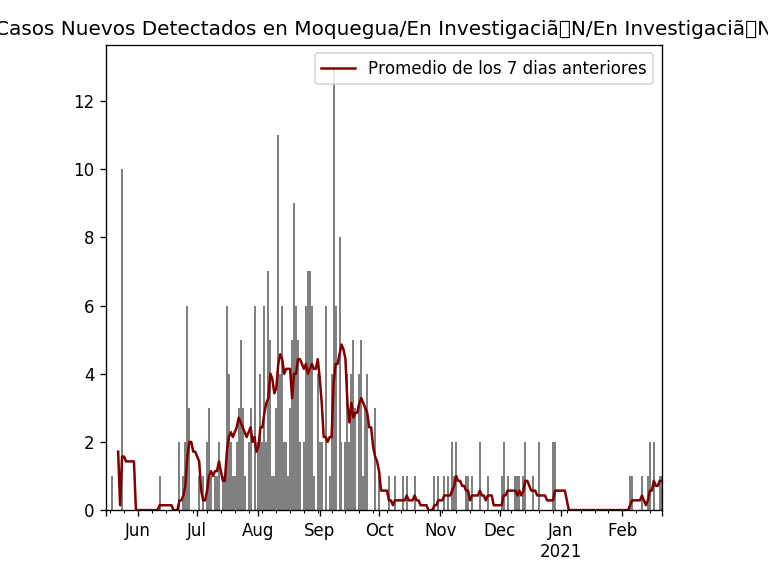 Casos Nuevos Detectados en Moquegua/En Investigaciã▯N/En Investigaciã▯N
Promedio de los 7 dias anteriores
12
10
8
6
4
2
0
Jun Jul Aug Sep Oct Nov Dec Jan Feb
2021